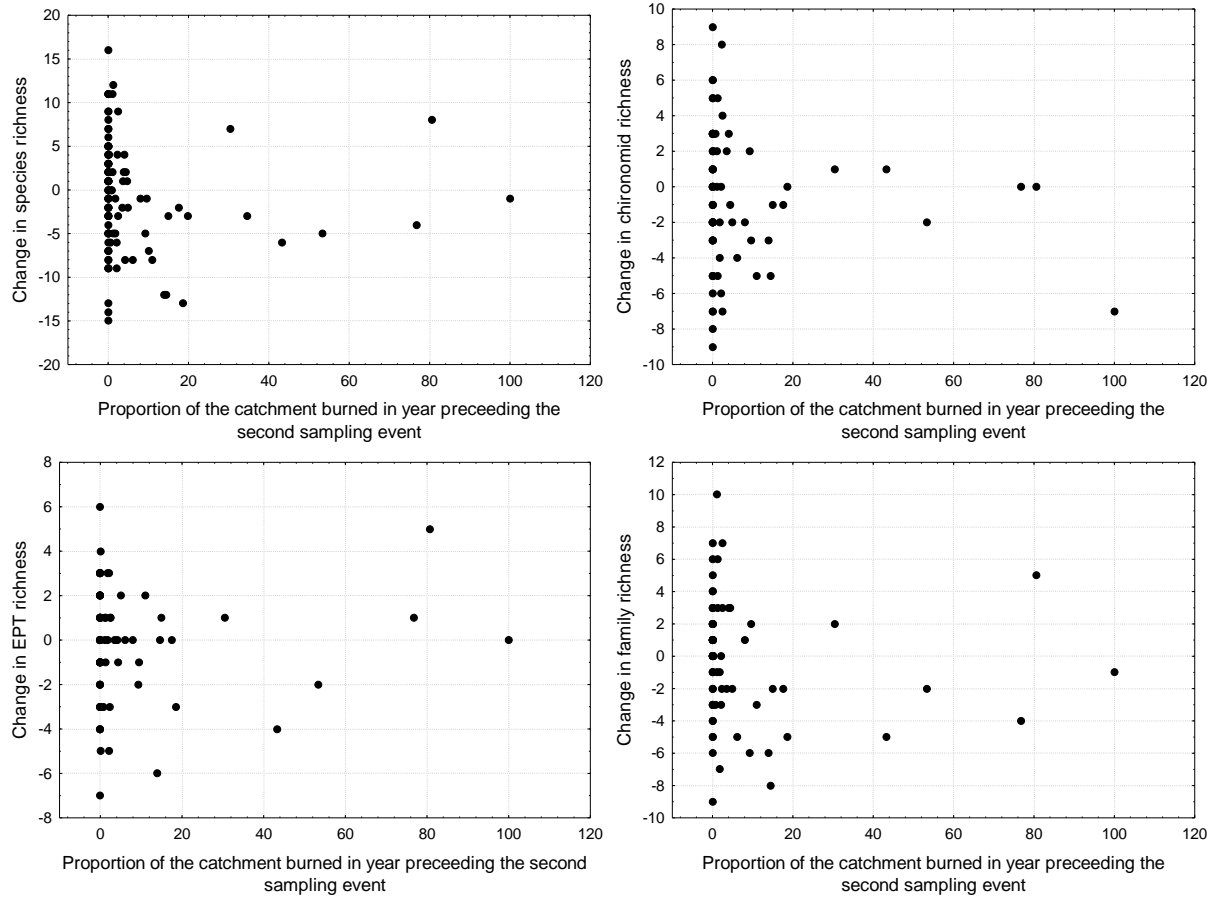 Change in species richness
20
15
10
5
0
-5
-10
-15
-20
0 20 40 60 80 100 120
Proportion of the catchment burned in year preceeding the
second sampling event
Change in chironomid richness
10
8
6
4
2
0
-2
-4
-6
-8
-10
0 20 40 60 80 100 120
Proportion of the catchment burned in year preceeding the
second sampling event
Change in EPT richness
8
6
4
2
0
-2
-4
-6
-8
0 20 40 60 80 100 120
Proportion of the catchment burned in year preceeding the second
sampling event
Change in family richness
12
10
8
6
4
2
0
-2
-4
-6
-8
-10
0 20 40 60 80 100 120
Proportion of the catchment burned in year preceeding the
second sampling event